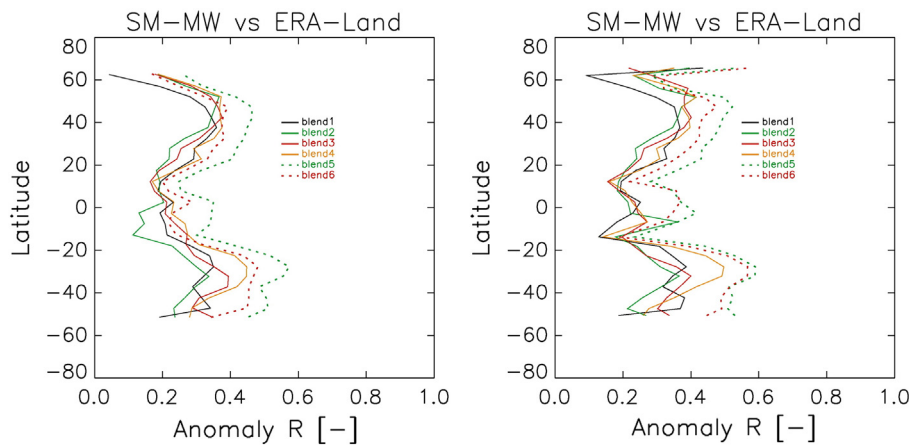 SM-MW vs ERA-Land
80
60
40
20
0
-20
-40
-60
-80
Latitude
blend1
blend2
blend3
blend4
blend5
blend6
0.0 0.2 0.4 0.6 0.8 1.0
Anomaly R [-]
SM-MW vs ERA-Land
80
60
40
20
0
-20
-40
-60
-80
Latitude
blend1
blend2
blend3
blend4
blend5
blend6
0.0 0.2 0.4 0.6 0.8 1.0
Anomaly R [-]